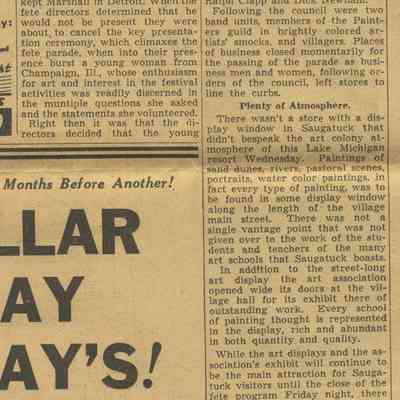 kept Marshall in Detroit. When the
fete directors determined that he
would not be present they were
about, to cancel the key presenta-
tion ceremony, which climaxes the
fete parade, when into their pres-
ence burst a young woman from
Champaign, Ill., whose enthusiasm
for art and interest in the festival
activities was readily discerned in
the muntiple questions she asked
and the statements she volunteered.
Right then it was that the di-
rectors decided that the young
Months Before Another!
LLAR
AY
AY'S!
Ralph Clapp and Dick Newnham.
Following the council were two
band units, members of the Paint-
ers guild in brightly colored ar-
tists' smocks, and villagers. Places
of business closed momentarily for
the passing of the parade as busi-
ness men and women, following or-
ders of the council, left stores to
line the curbs.
Plenty of Atmosphere.
There wasn't a store with a dis-
play window in Saugatuck that
didn't bespeak the art colony at-
mosphere of this Lake Michigan
resort Wednesday. Paintings of
sand dunes, rivers, pastoral scenes,
portraits, water color paintings, in
fact every type of painting, was to
be found in some display window
along the length of the village
main street. There was not a
single vantage point that was not
given over to the work of the stu-
dents and teachers of the many
art schools that Saugatuck boasts.
In addition to the street-long
art display the art association
opened wide its doors at the vil-
lage hall for its exhibit there of
outstanding work. Every school
of painting thought is represented
in the display, rich and abundant
in both quantity and quality.
While the art displays and the as-
sociation's exhibit will continue to
be the main attraction for Sauga-
tuck visitors until the close of the
fete program Friday night, there